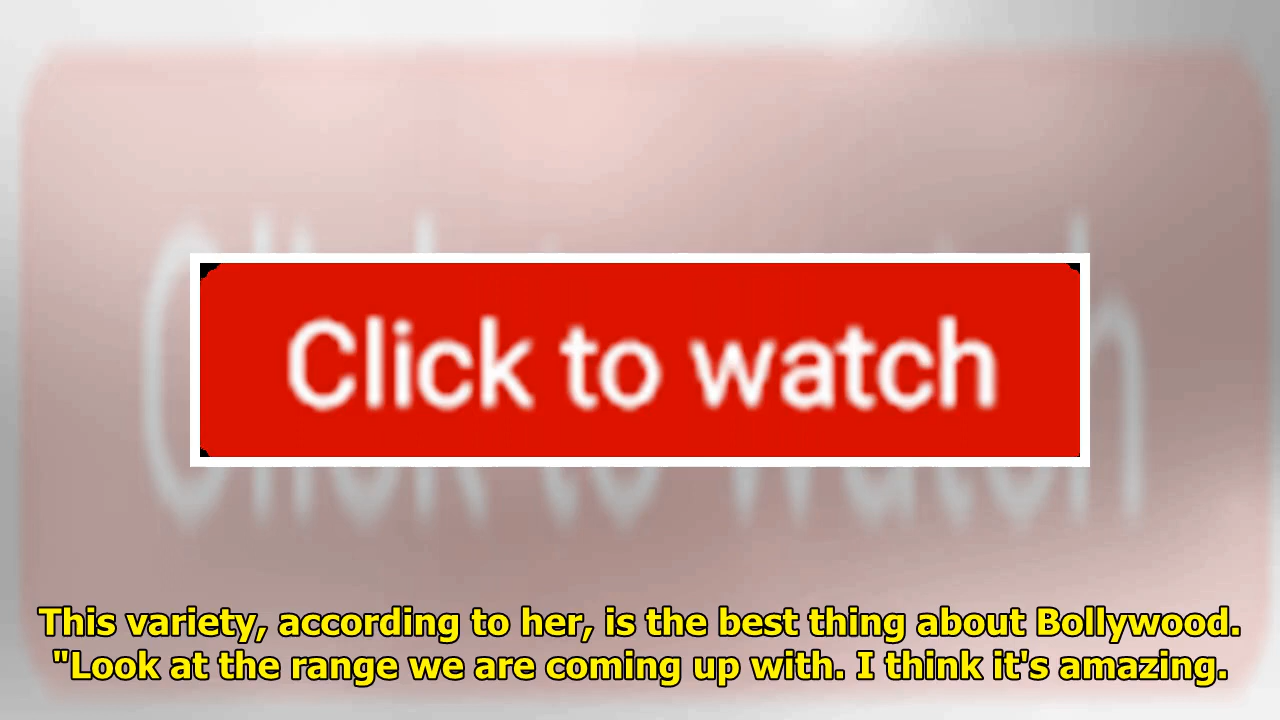 Click to watch
This variety, according to her, is the best thing about Bollywood.
"Look at the range we are coming up with. I think it's amazing.